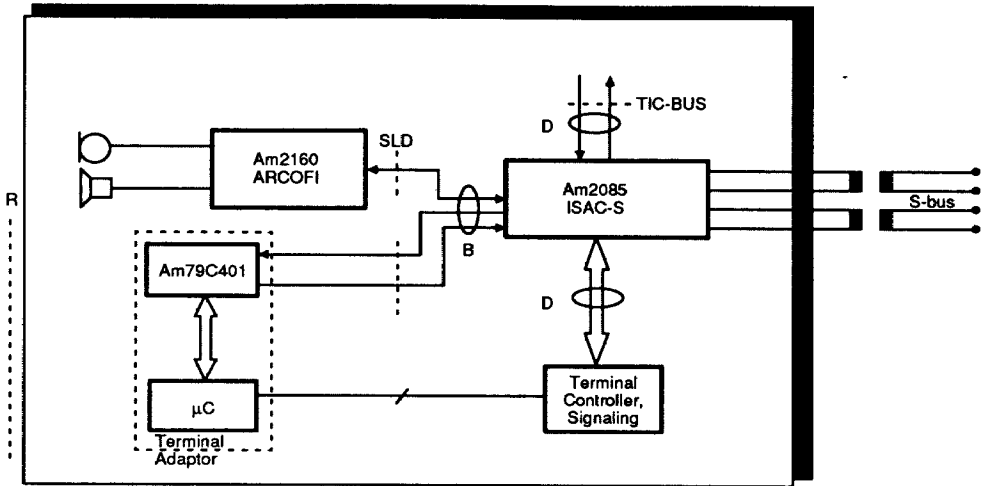 TIC-BUS
D
SLD
Am2160
ARCOFI
Am2085
ISAC-S
R
S-bus
B
Am79C401
D
μC
Terminal
Controller,
Signaling
Terminal
Adaptor